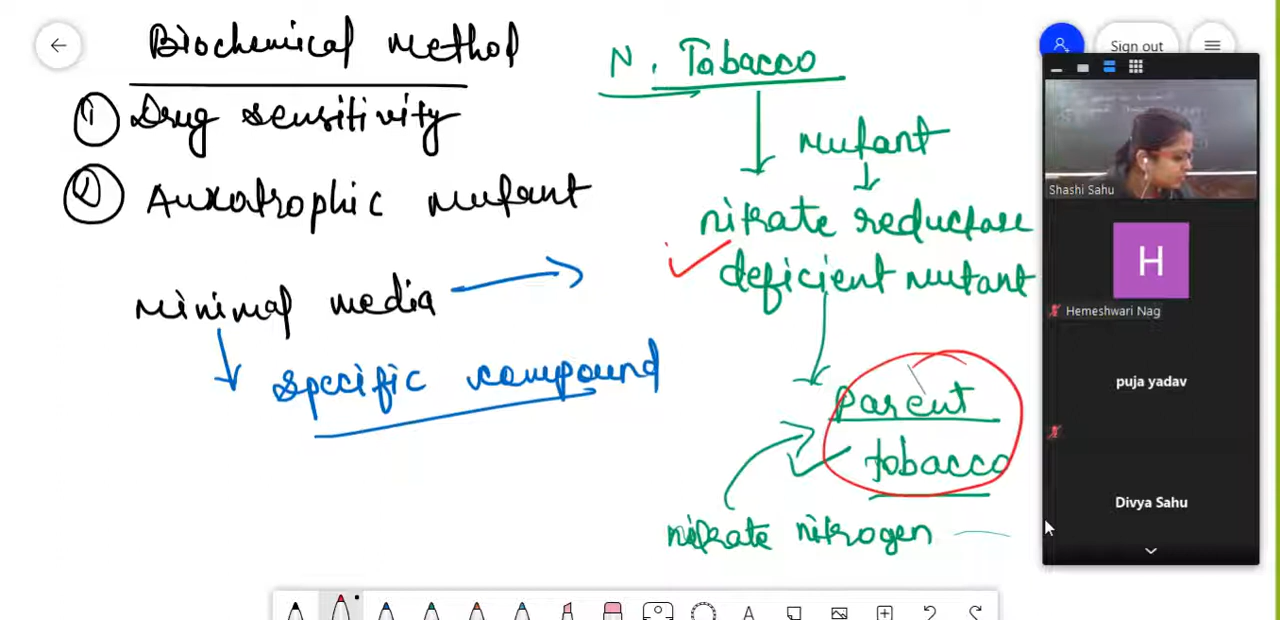 Biochemical method
① Drug sensitivity
② Auxotrophic mutant
minimal media
specific compound
N. Tobacco
mutant
nitrate reductase
deficient mutant
parent
tobacco
nitrate nitrogen
Sign out
Shashi Sahu
H
Hemeshwari Nag
puja yadav
Divya Sahu
A